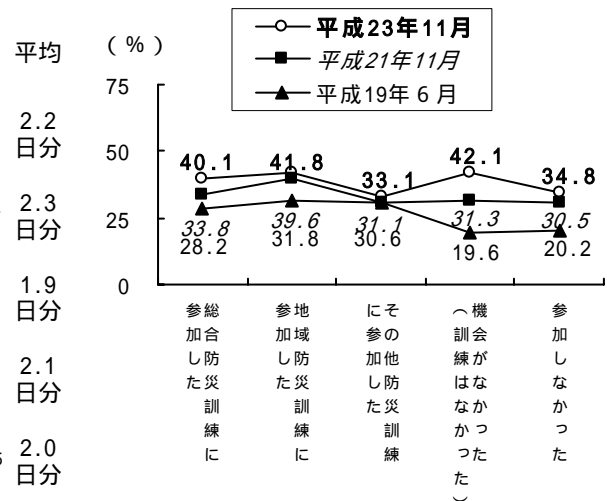 平均
2.2
日分
2.3
日分
1.9
日分
2.1
日分
2.0
日分
(%)
平成23年11月
平成21年11月
平成19年6月
75
50
25
0
40.1
41.8
33.1
42.1
34.8
33.8
39.6
31.1
31.3
30.5
28.2
31.8
30.6
19.6
20.2
総合防災訓練に
参加した
地域防災訓練に
参加した
その他防災訓練
に参加した
機会がなかった
(訓練はなかった)
参加しなかった